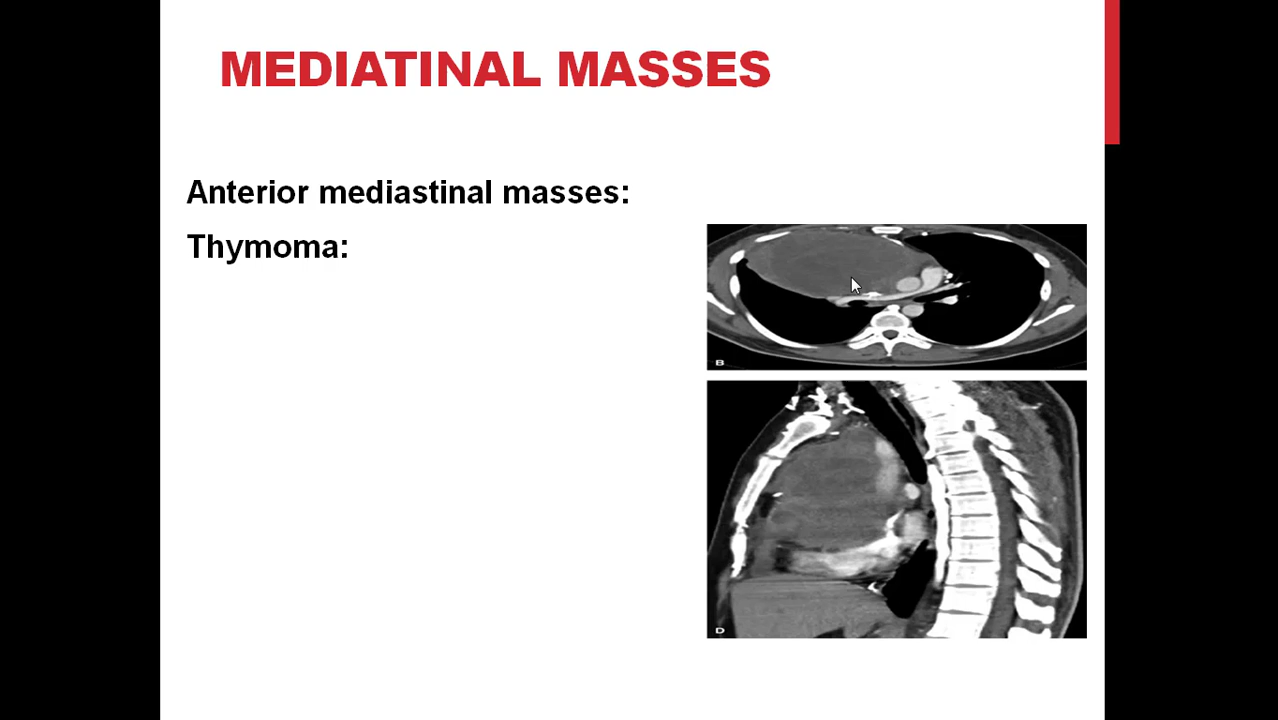 MEDIATINAL MASSES
Anterior mediastinal masses:
Thymoma:
B
D